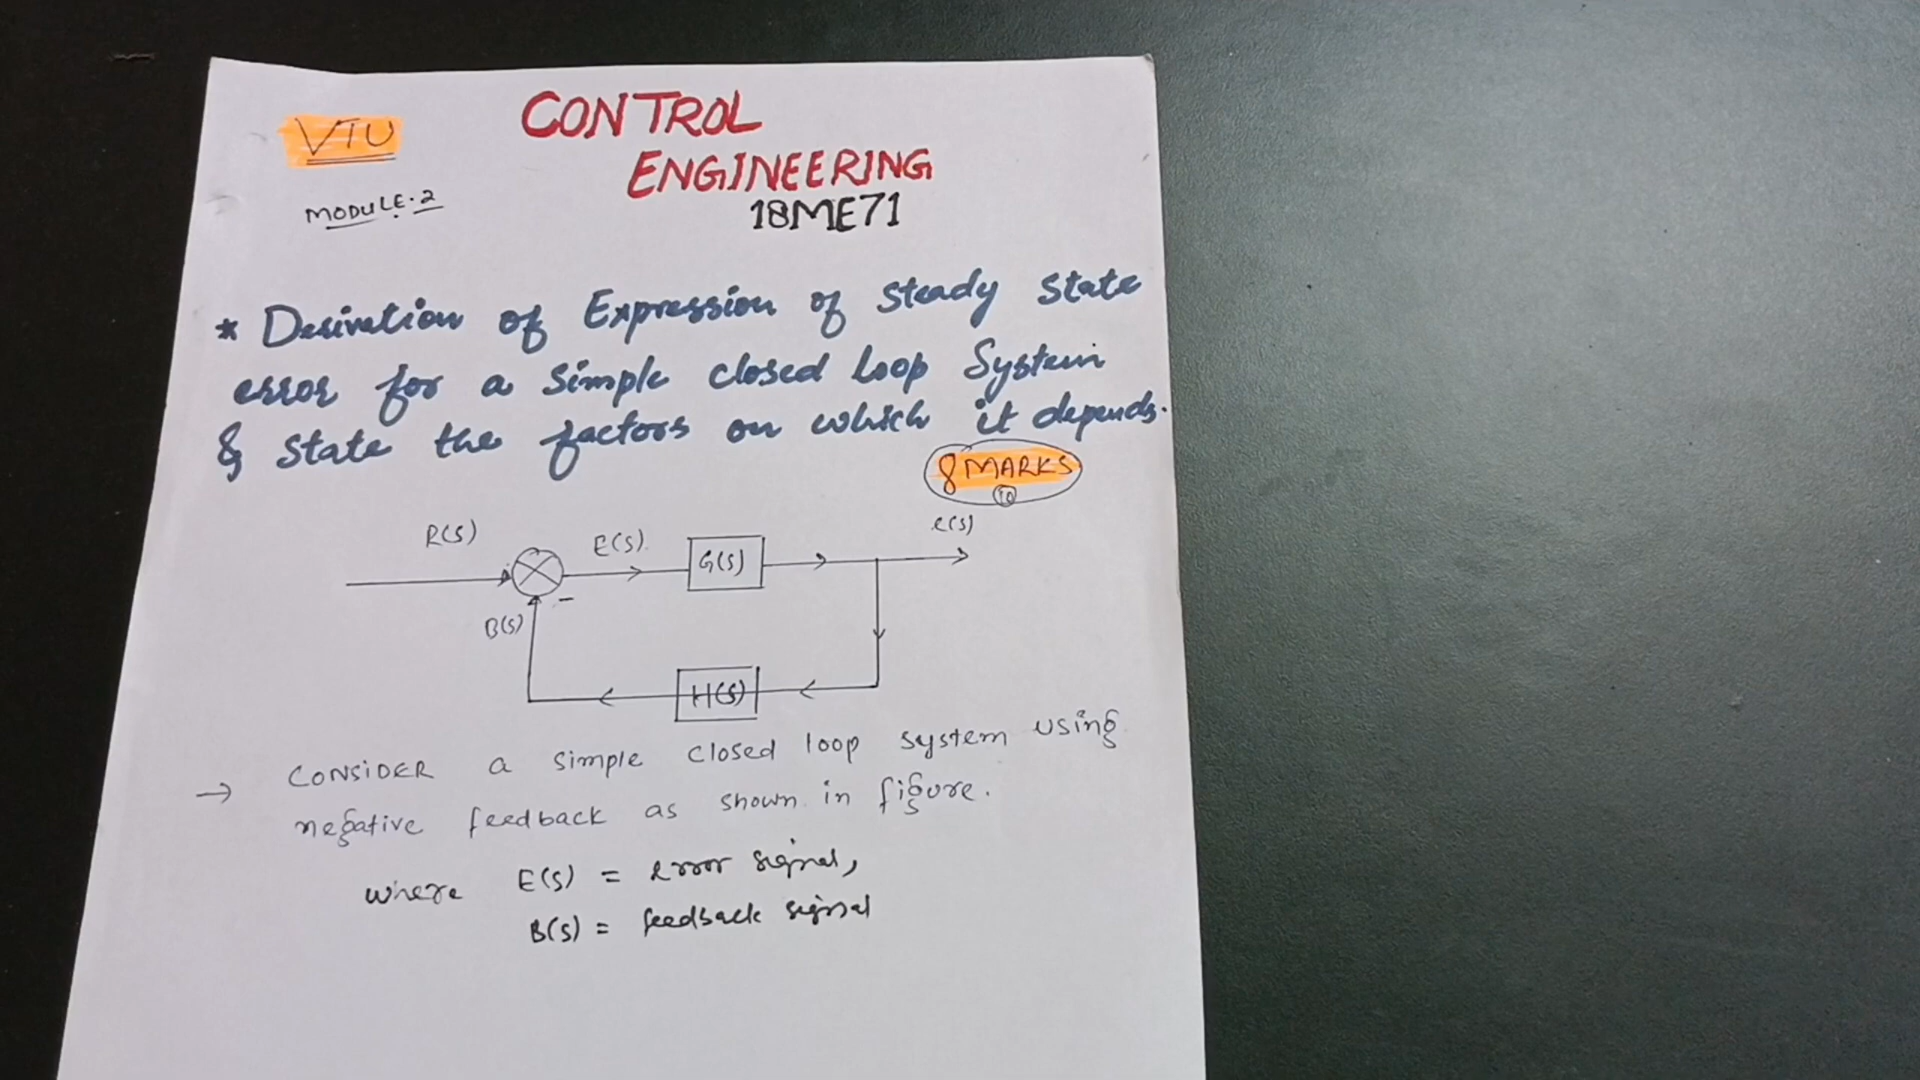 VTU
CONTROL
ENGINEERING
MODULE.2
18ME71
* Derivation of Expression of steady state
error for a simple closed loop System
& state the factors on which it depends.
8 MARKS
10
R(S)
E(S)
G(S)
C(S)
B(S)
-
H(S)
→ CONSIDER a simple closed loop system using
negative feedback as shown in figure.
where E(S) = error signal,
B(S) = feedback signal